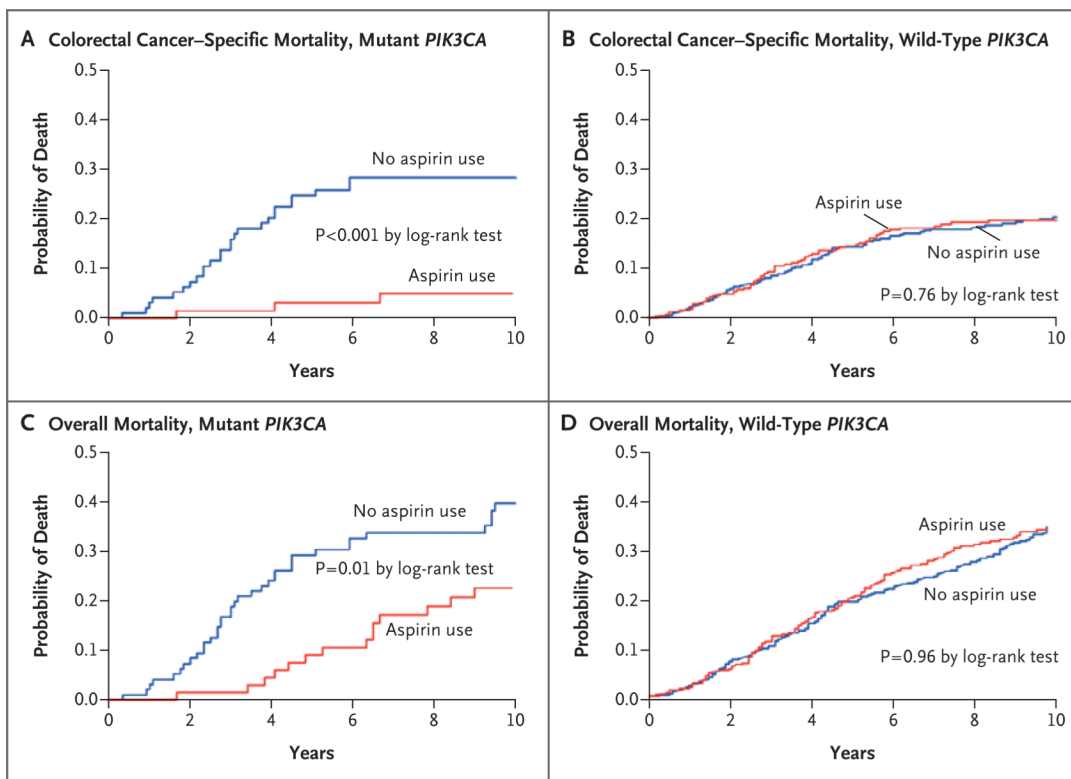 A Colorectal Cancer–Specific Mortality, Mutant PIK3CA
Probability of Death
0.5
0.4
0.3
0.2
0.1
0.0
No aspirin use
P<0.001 by log-rank test
Aspirin use
0 2 4 6 8 10
Years
B Colorectal Cancer–Specific Mortality, Wild-Type PIK3CA
Probability of Death
0.5
0.4
0.3
0.2
0.1
0.0
Aspirin use
No aspirin use
P=0.76 by log-rank test
0 2 4 6 8 10
Years
C Overall Mortality, Mutant PIK3CA
Probability of Death
0.5
0.4
0.3
0.2
0.1
0.0
No aspirin use
P=0.01 by log-rank test
Aspirin use
0 2 4 6 8 10
Years
D Overall Mortality, Wild-Type PIK3CA
Probability of Death
0.5
0.4
0.3
0.2
0.1
0.0
Aspirin use
No aspirin use
P=0.96 by log-rank test
0 2 4 6 8 10
Years